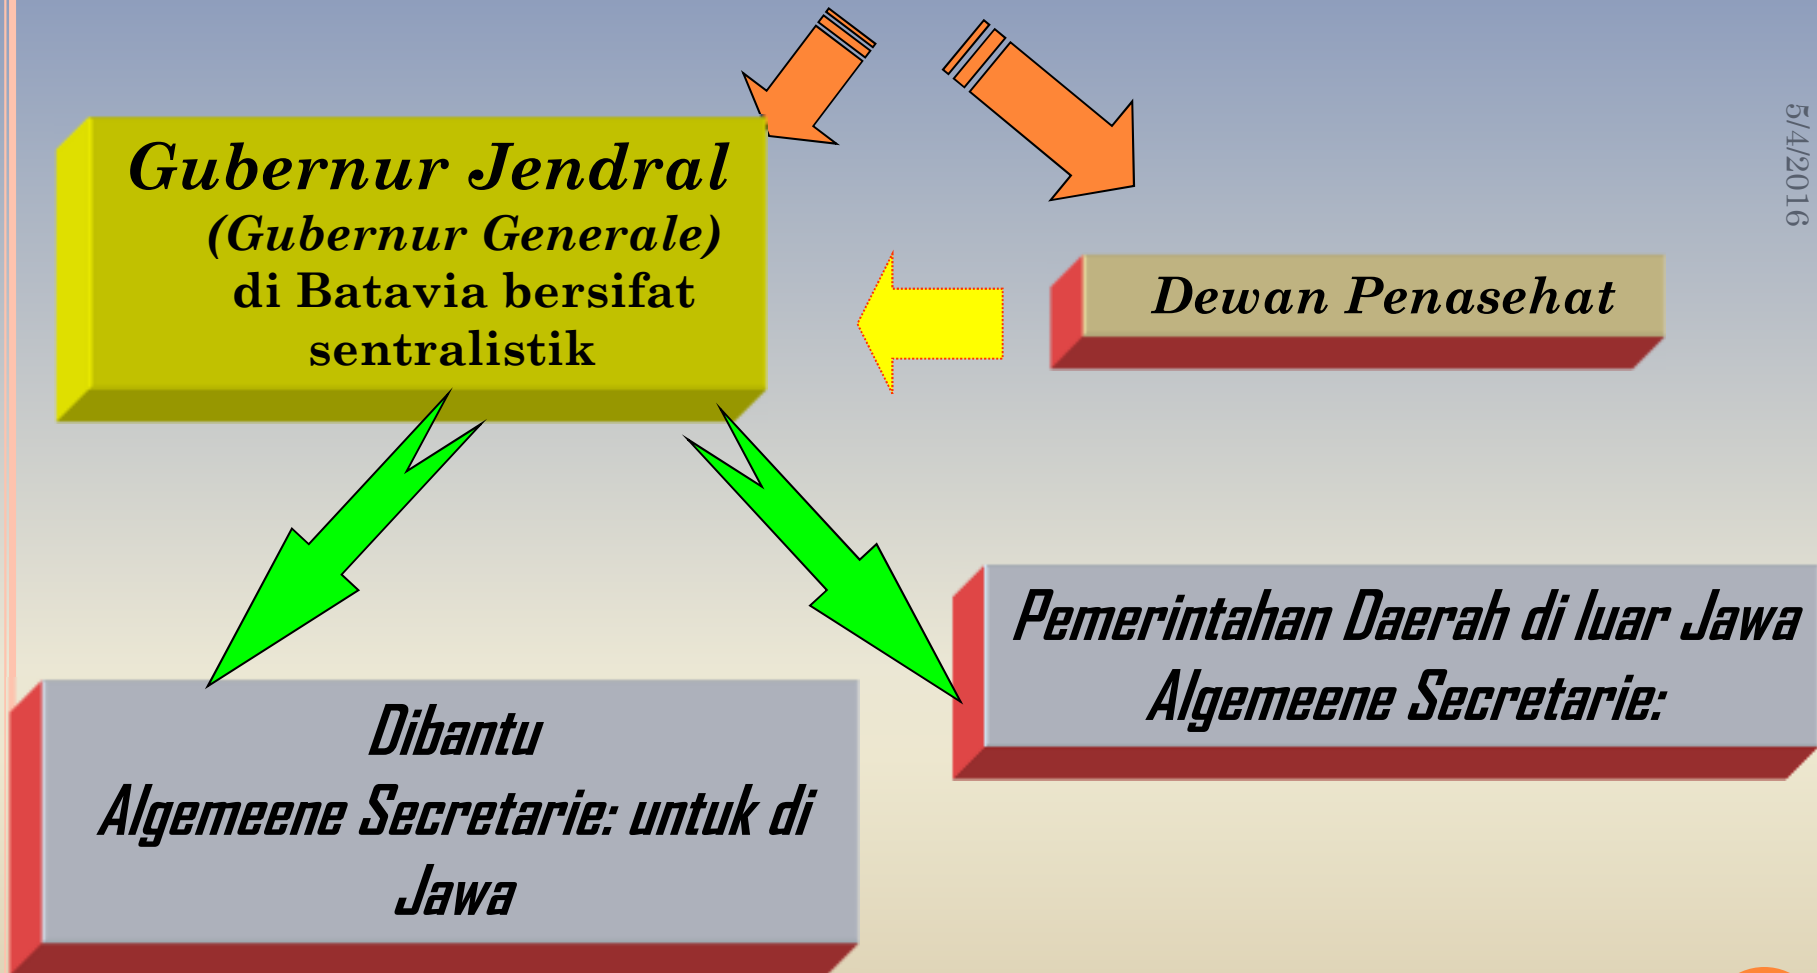 Gubernur Jendral
(Gubernur Generale)
di Batavia bersifat
sentralistik
5/4/2016
Dewan Penasehat
Pemerintahan Daerah di luar Jawa
Algemeene Secretarie:
Dibantu
Algemeene Secretarie: untuk di
Jawa